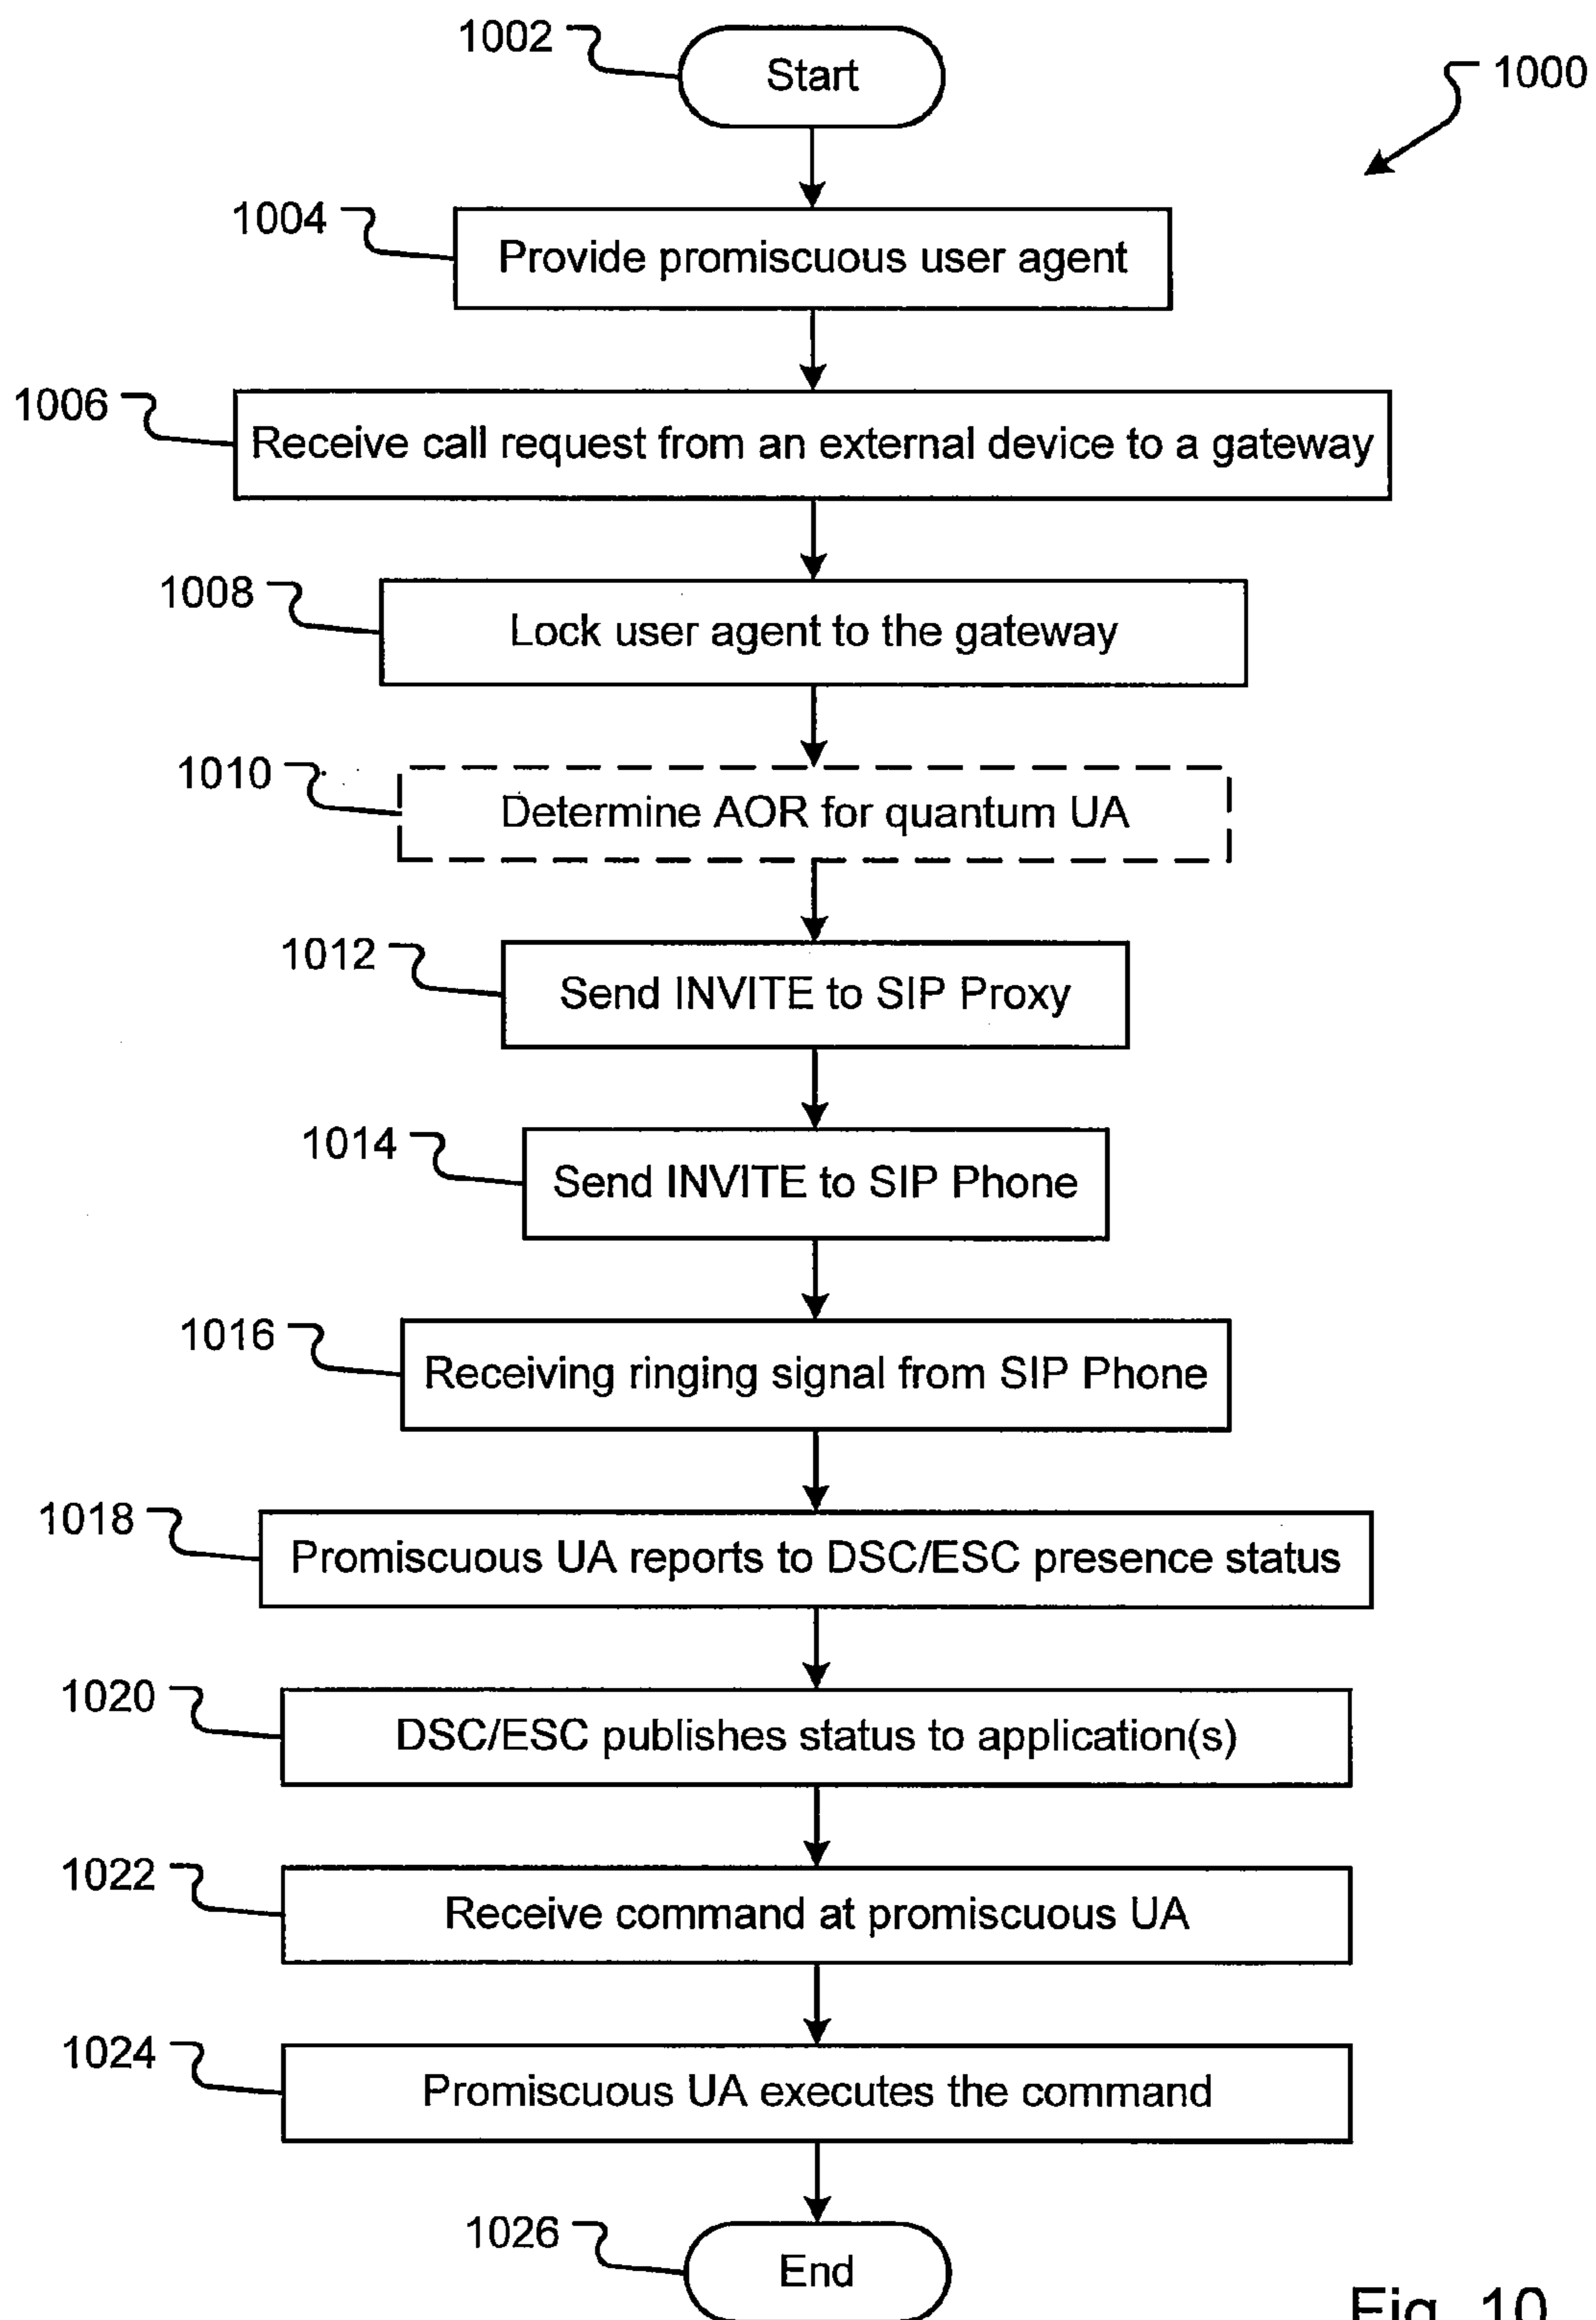 1002
Start
1000
1004
Provide promiscuous user agent
1006
Receive call request from an external device to a gateway
1008
Lock user agent to the gateway
1010
Determine AOR for quantum UA
1012
Send INVITE to SIP Proxy
1014
Send INVITE to SIP Phone
1016
Receiving ringing signal from SIP Phone
1018
Promiscuous UA reports to DSC/ESC presence status
1020
DSC/ESC publishes status to application(s)
1022
Receive command at promiscuous UA
1024
Promiscuous UA executes the command
1026
End
Fig. 10